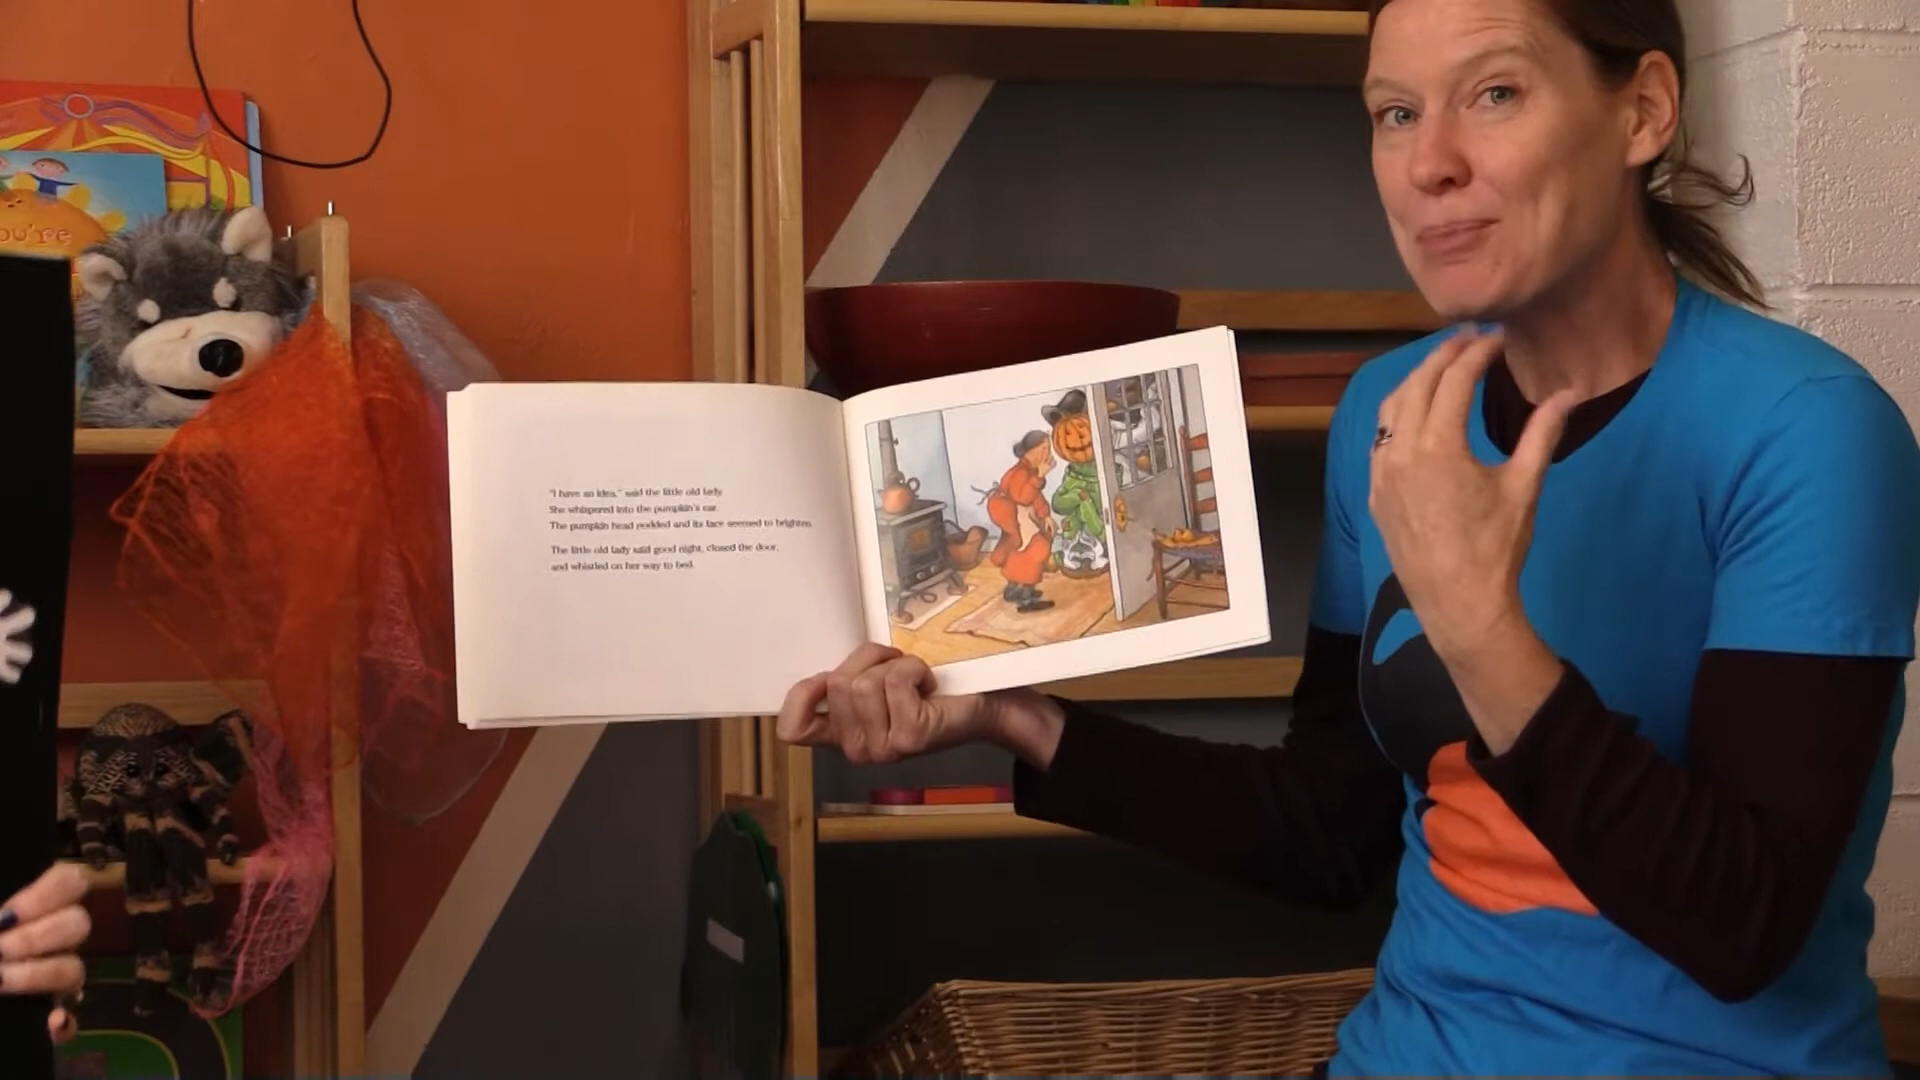 ou're
"I have an idea," said the little old lady.
She whispered into the pumpkin's ear.
The pumpkin head nodded and its face seemed to brighten.
The little old lady said good night, closed the door,
and whistled on her way to bed.